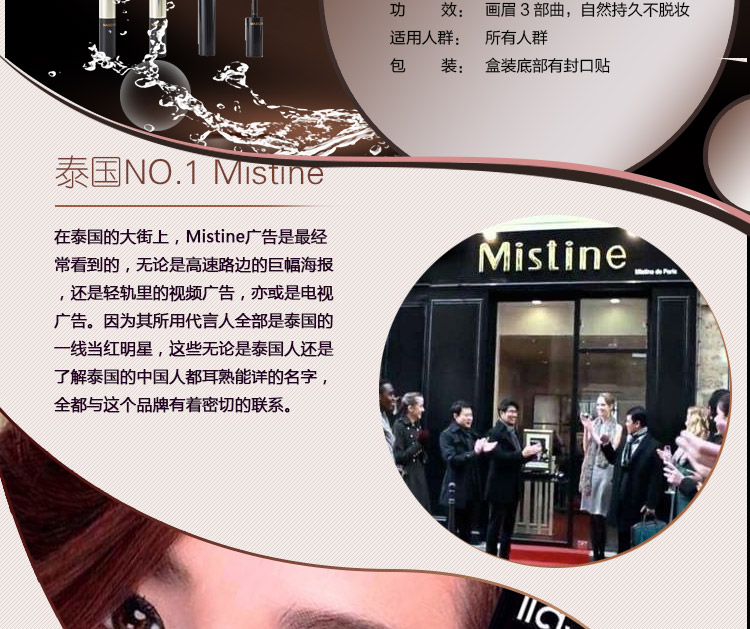 功 效： 画眉3部曲，自然持久不脱妆
适用人群： 所有人群
包 装： 盒装底部有封口贴
泰国NO.1 Mistine
在泰国的大街上，Mistine广告是最经
常看到的，无论是高速路边的巨幅海报
，还是轻轨里的视频广告，亦或是电视
广告。因为其所用代言人全部是泰国的
一线当红明星，这些无论是泰国人还是
了解泰国的中国人都耳熟能详的名字，
全都与这个品牌有着密切的联系。
Mistine
Mistine de Paris